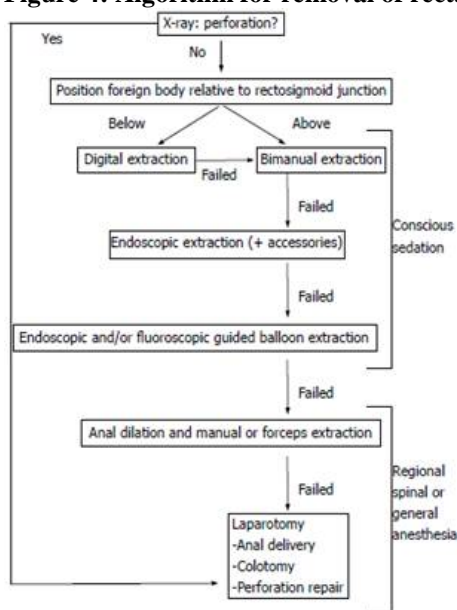 X-ray: perforation?
Yes
No
Position foreign body relative to rectosigmoid junction
Below
Above
Digital extraction
Failed
Bimanual extraction
Failed
Conscious
sedation
Endoscopic extraction (+ accessories)
Failed
Endoscopic and/or fluoroscopic guided balloon extraction
Failed
Anal dilation and manual or forceps extraction
Failed
Regional
spinal or
general
anesthesia
Laparotomy
-Anal delivery
-Colotomy
-Perforation repair